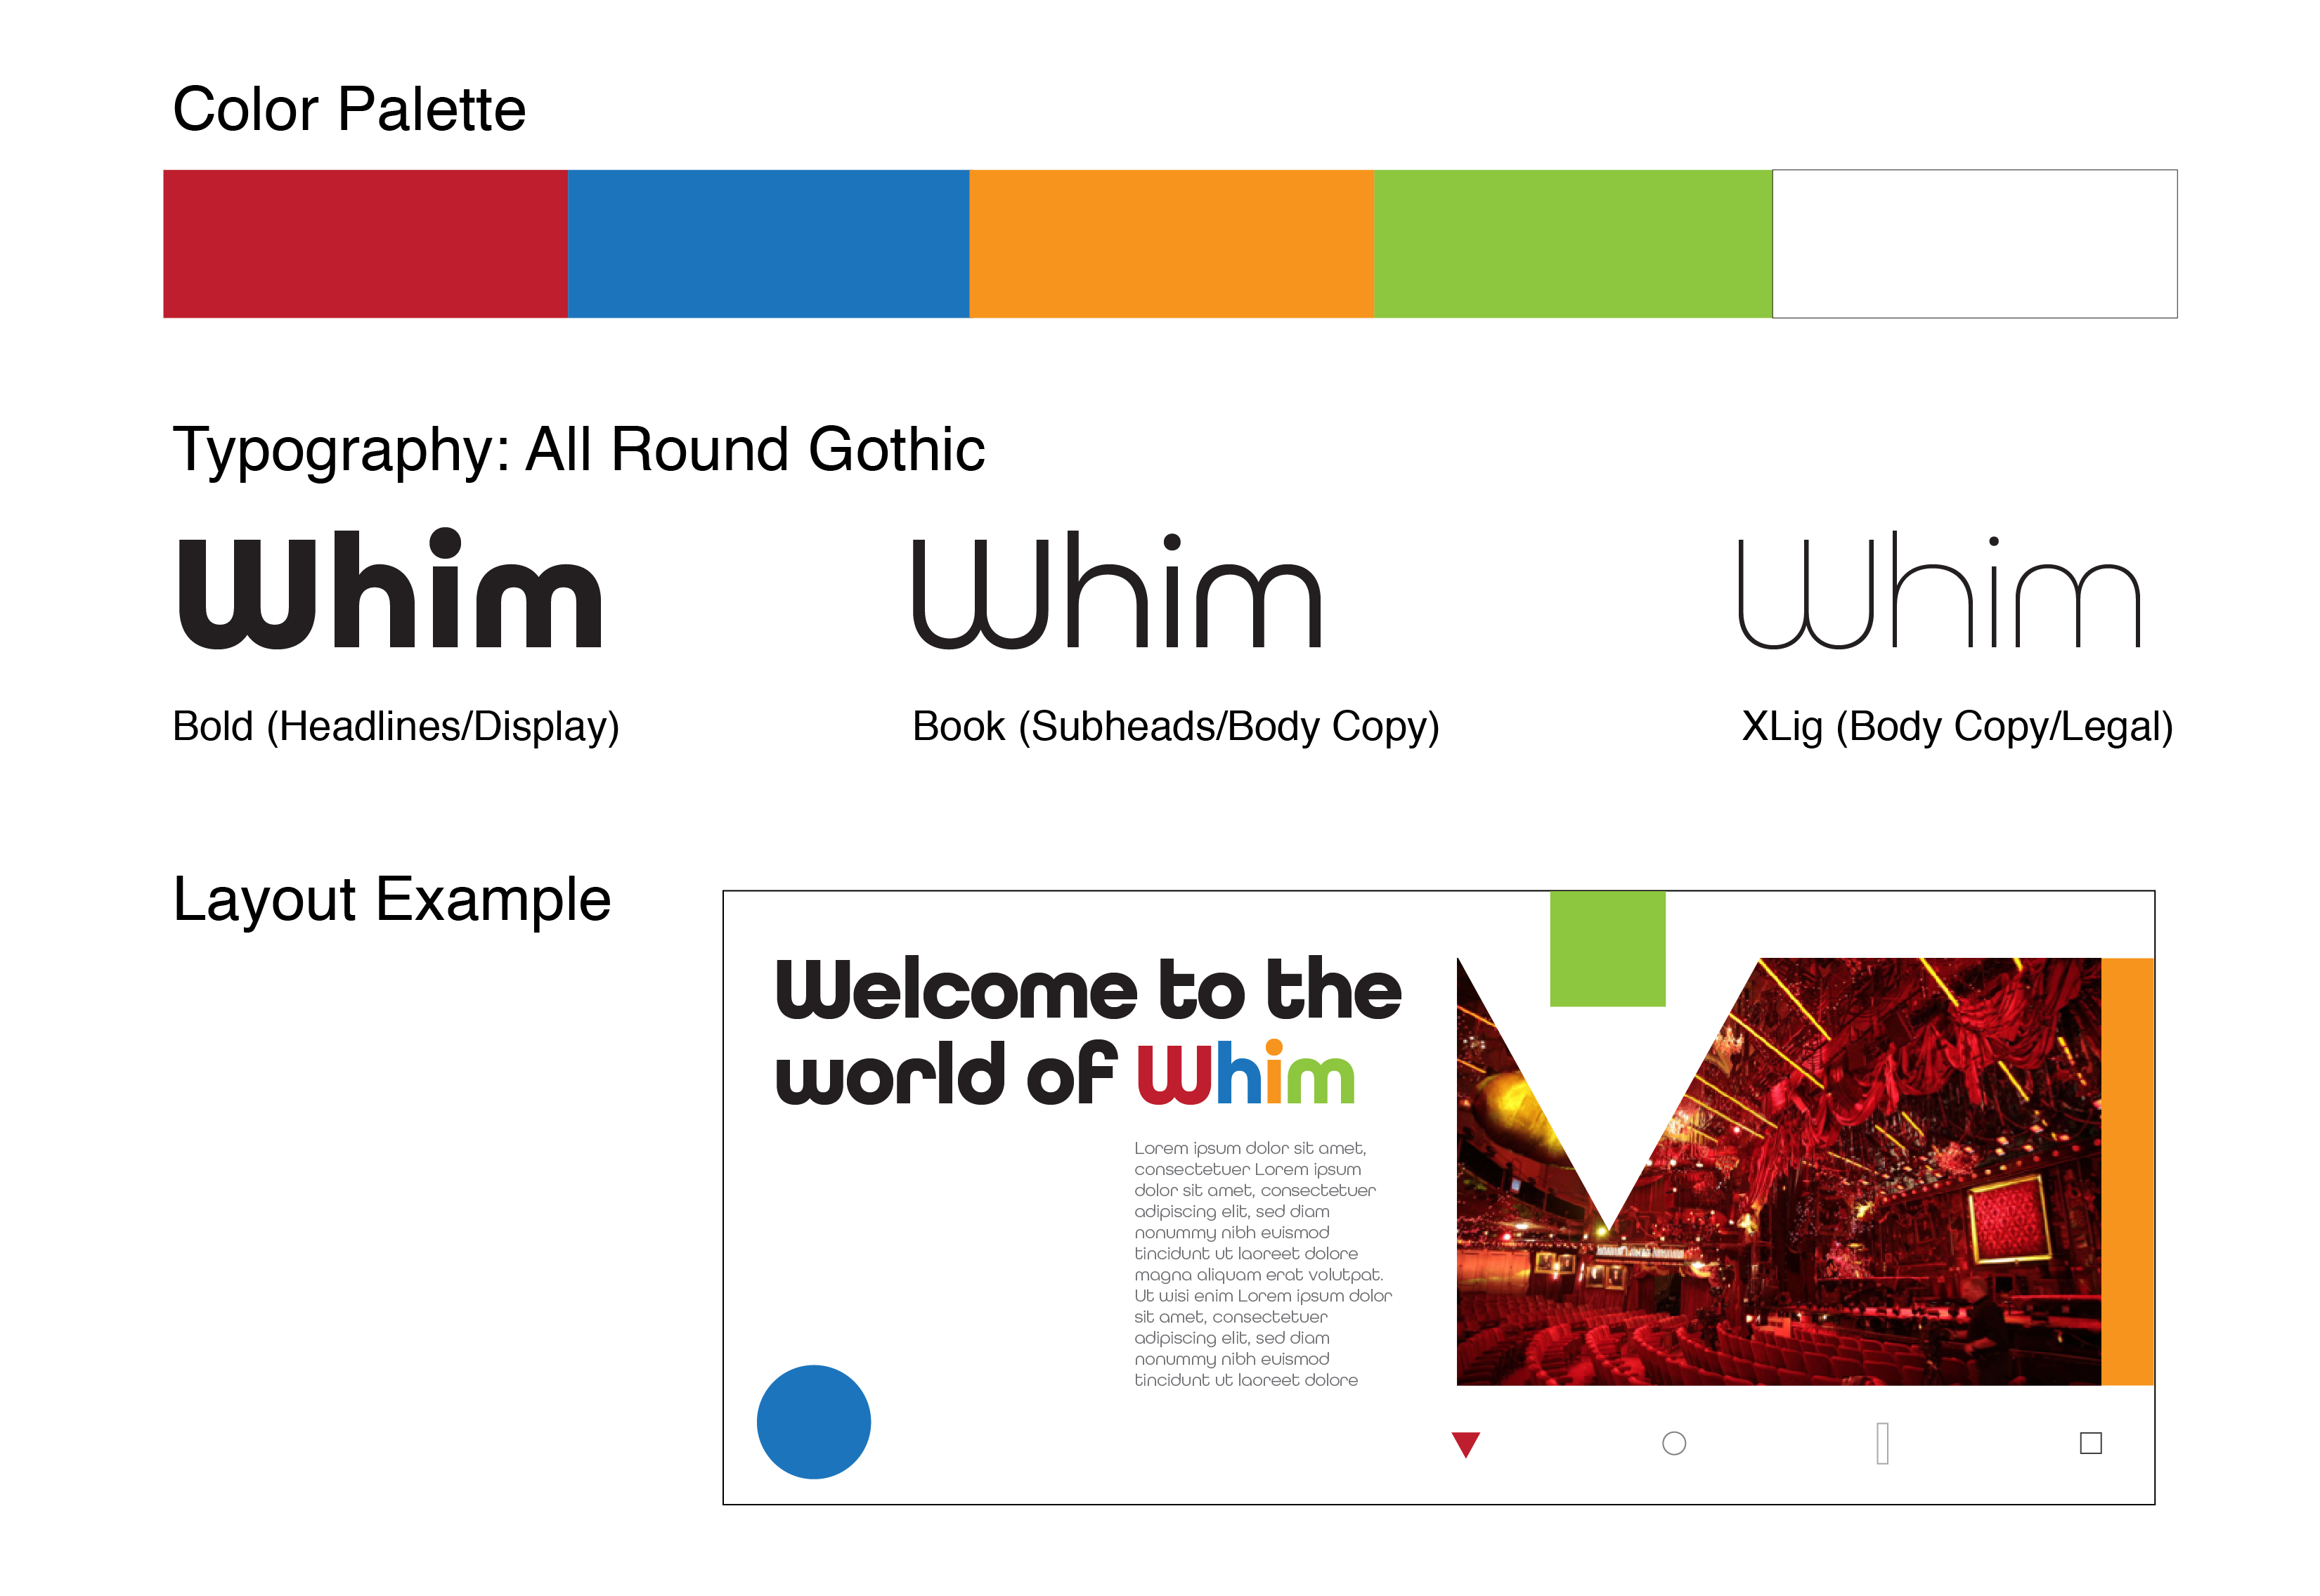 Color Palette
Typography: All Round Gothic
Whim
Whim
Whim
Bold (Headlines/Display)
Book (Subheads/Body Copy)
XLig (Body Copy/Legal)
Layout Example
Welcome to the
world of Whim
Lorem ipsum dolor sit amet,
consectetuer Lorem ipsum
dolor sit amet, consectetuer
adipiscing elit, sed diam
nonummy nibh euismod
tincidunt ut laoreet dolore
magna aliquam erat volutpat.
Ut wisi enim Lorem ipsum dolor
sit amet, consectetuer
adipiscing elit, sed diam
nonummy nibh euismod
tincidunt ut laoreet dolore